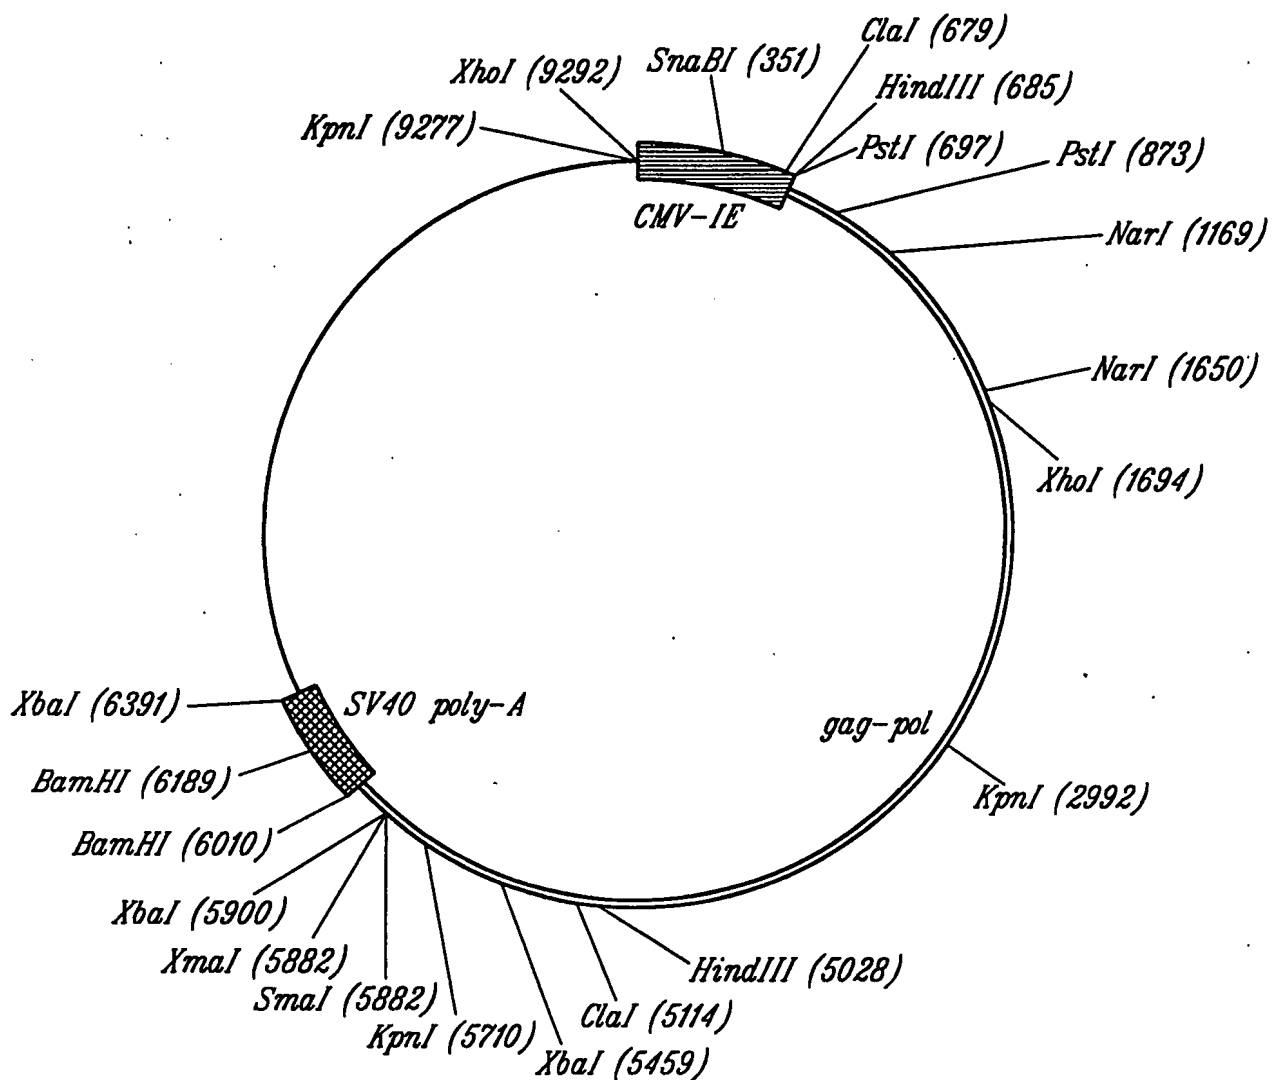 ClaI (679)
SnaBI (351)
XhoI (9292)
HindIII (685)
KpnI (9277)
PstI (697)
PstI (873)
CMV-IE
NarI (1169)
NarI (1650)
XhoI (1694)
XbaI (6391)
SV40 poly-A
gag-pol
BamHI (6189)
KpnI (2992)
BamHI (6010)
XbaI (5900)
XmaI (5882)
HindIII (5028)
SmaI (5882)
ClaI (5114)
KpnI (5710)
XbaI (5459)